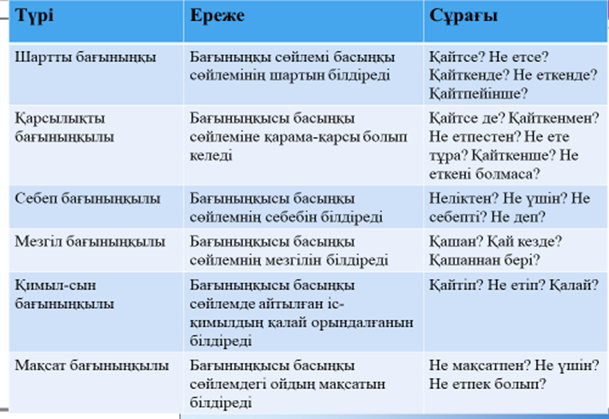 Түрі
Ереже
Сұрағы
Шартты бағыныңқы
Бағыныңқы сөйлемі басыңқы
сөйлемінің шартын білдіреді
Қайтсе? Не етсе?
Қайткенде? Не еткенде?
Қайтпейінше?
Қарсылықты
бағыныңқылы
Бағыныңқысы басыңқы
сөйлеміне қарама-қарсы болып
келеді
Қайтсе де? Қайткенмен?
Не етпестен? Не ете
тұра? Қайткенше? Не
еткені болмаса?
Себеп бағыныңқылы
Бағыныңқысы басыңқы
сөйлемнің себебін білдіреді
Неліктен? Не үшін? Не
себепті? Не деп?
Мезгіл бағыныңқылы
Бағыныңқысы басыңқы
сөйлемнің мезгілін білдіреді
Қашан? Қай кезде?
Қашаннан бері?
Қимыл-сын
бағыныңқылы
Бағыныңқысы басыңқы
сөйлемде айтылған іс-
қимылдың қалай орындалғанын
білдіреді
Қайтіп? Не етіп? Қалай?
Мақсат бағыныңқылы
Бағыныңқысы басыңқы
сөйлемдегі ойдың мақсатын
білдіреді
Не мақсатпен? Не үшін?
Не етпек болып?